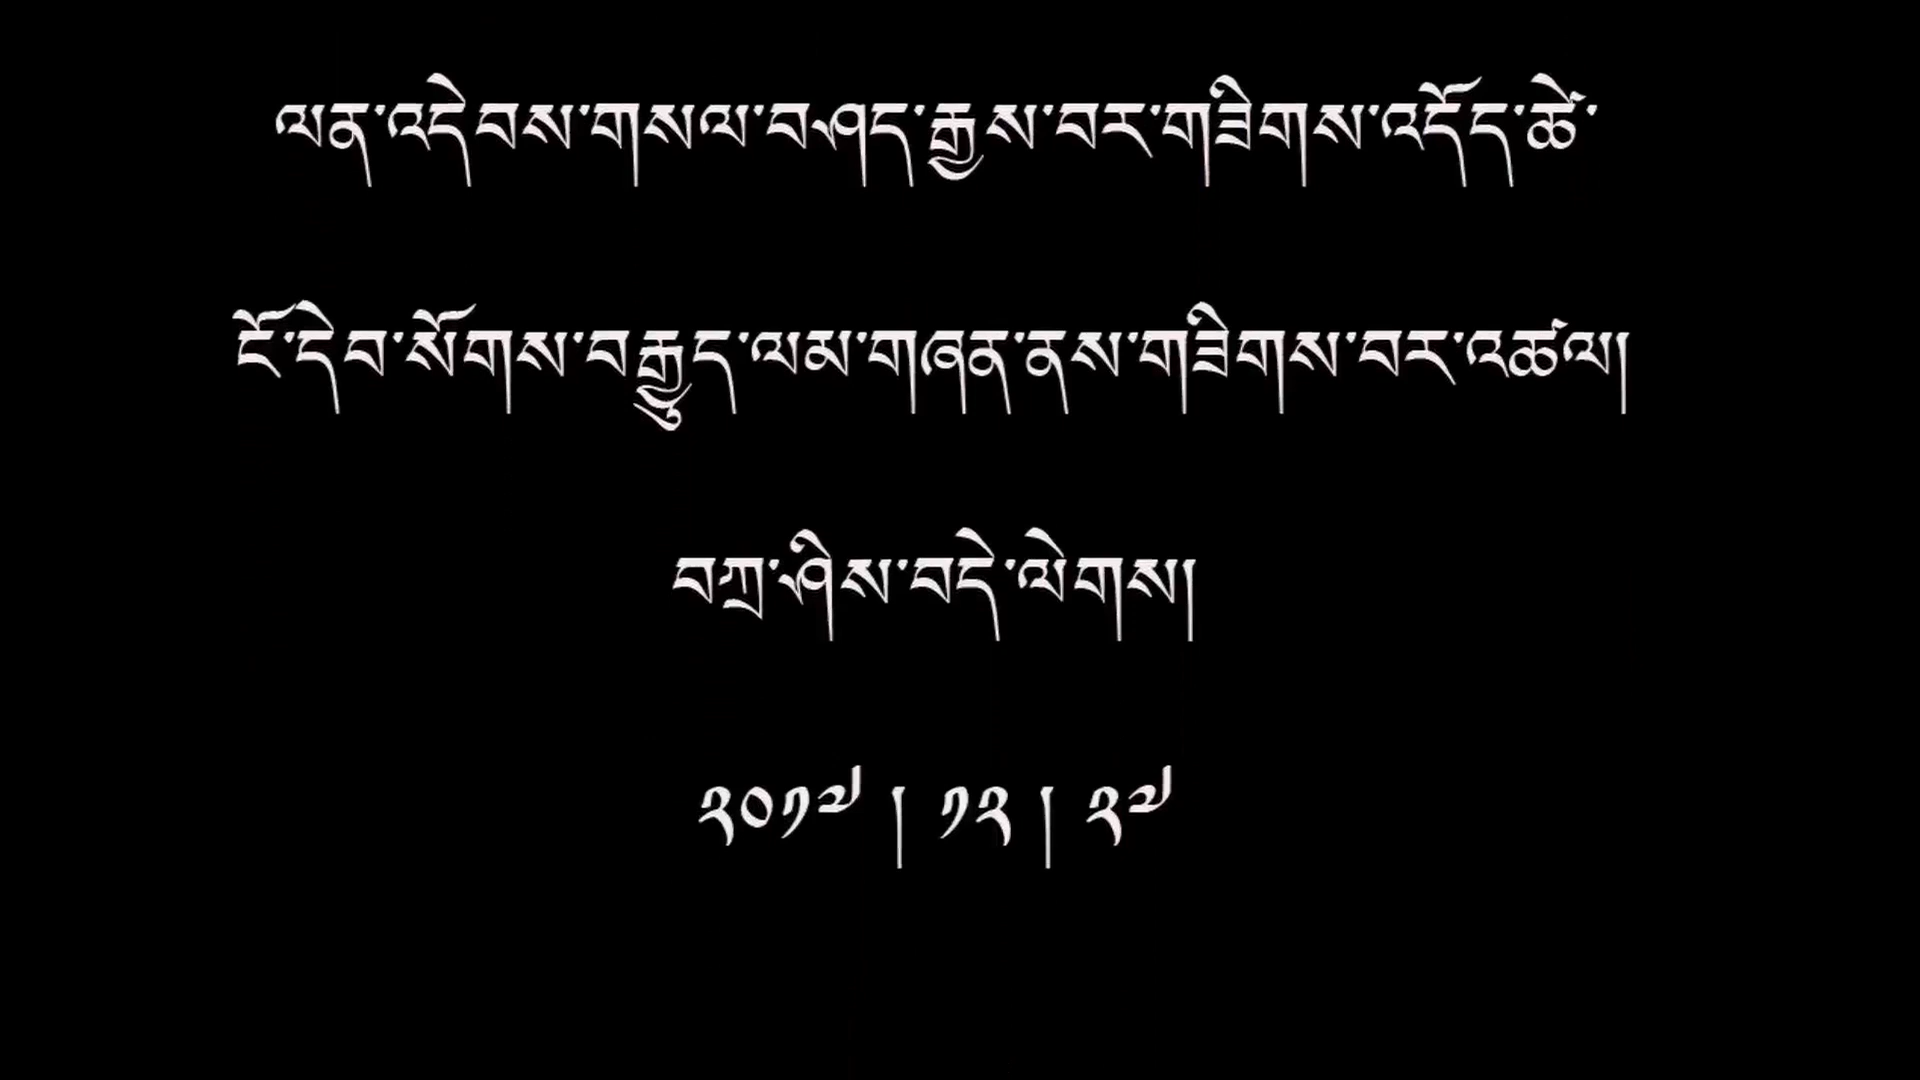 ལན་འདེབས་གསལ་བཤད་རྒྱས་བར་གཟིགས་འདོད་ཚེ་
ངོ་དེབ་སོགས་བརྒྱུད་ལམ་གཞན་ནས་གཟིགས་བར་འཚལ།
བཀྲ་ཤིས་བདེ་ལེགས།
༢༠༡༧ ། ༡༢ ། ༢༧